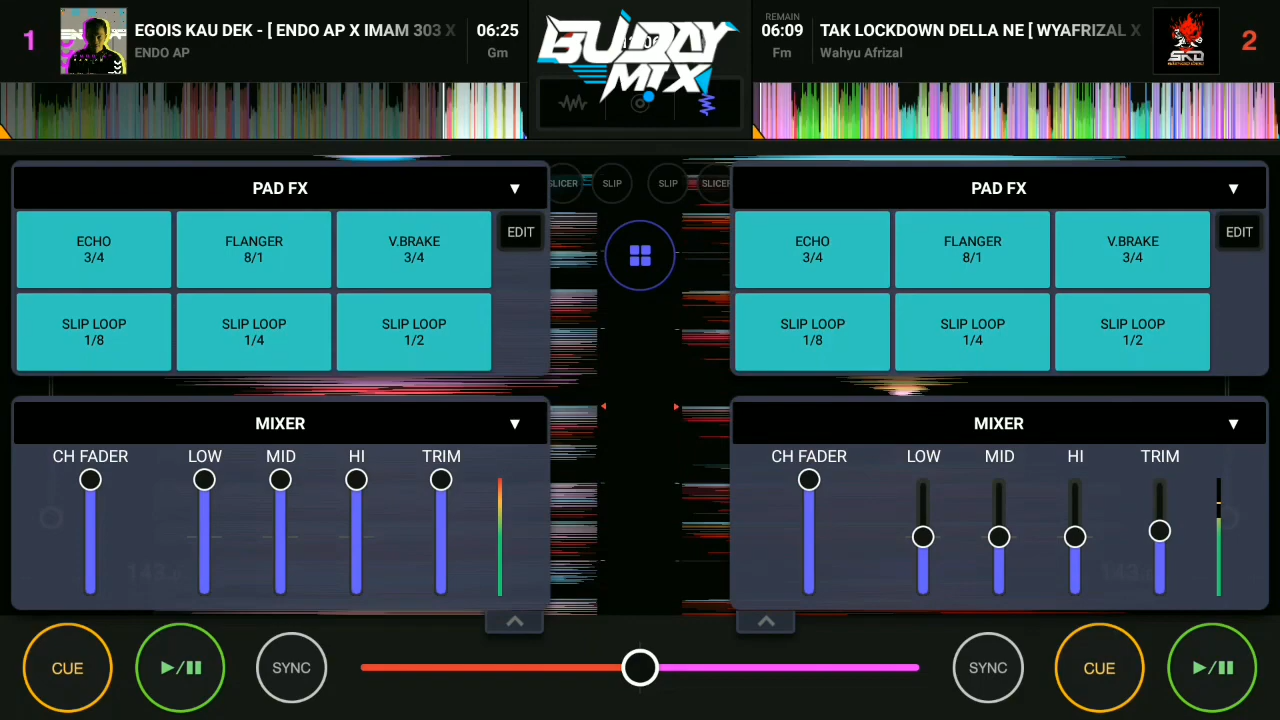 1
EGOIS KAU DEK - [ ENDO AP X IMAM 303 X
ENDO AP
06:25
Gm
BUDAY
MIX
REMAIN
06:09
Fm
TAK LOCKDOWN DELLA NE [ WYAFRIZAL X
Wahyu Afrizal
SKD
2
SLICER
SLIP
SLIP
SLICER
PAD FX
▼
ECHO
3/4
FLANGER
8/1
V.BRAKE
3/4
EDIT
SLIP LOOP
1/8
SLIP LOOP
1/4
SLIP LOOP
1/2
PAD FX
▼
ECHO
3/4
FLANGER
8/1
V.BRAKE
3/4
EDIT
SLIP LOOP
1/8
SLIP LOOP
1/4
SLIP LOOP
1/2
MIXER
▼
CH FADER LOW MID HI TRIM
MIXER
▼
CH FADER LOW MID HI TRIM
CUE
SYNC
SYNC
CUE